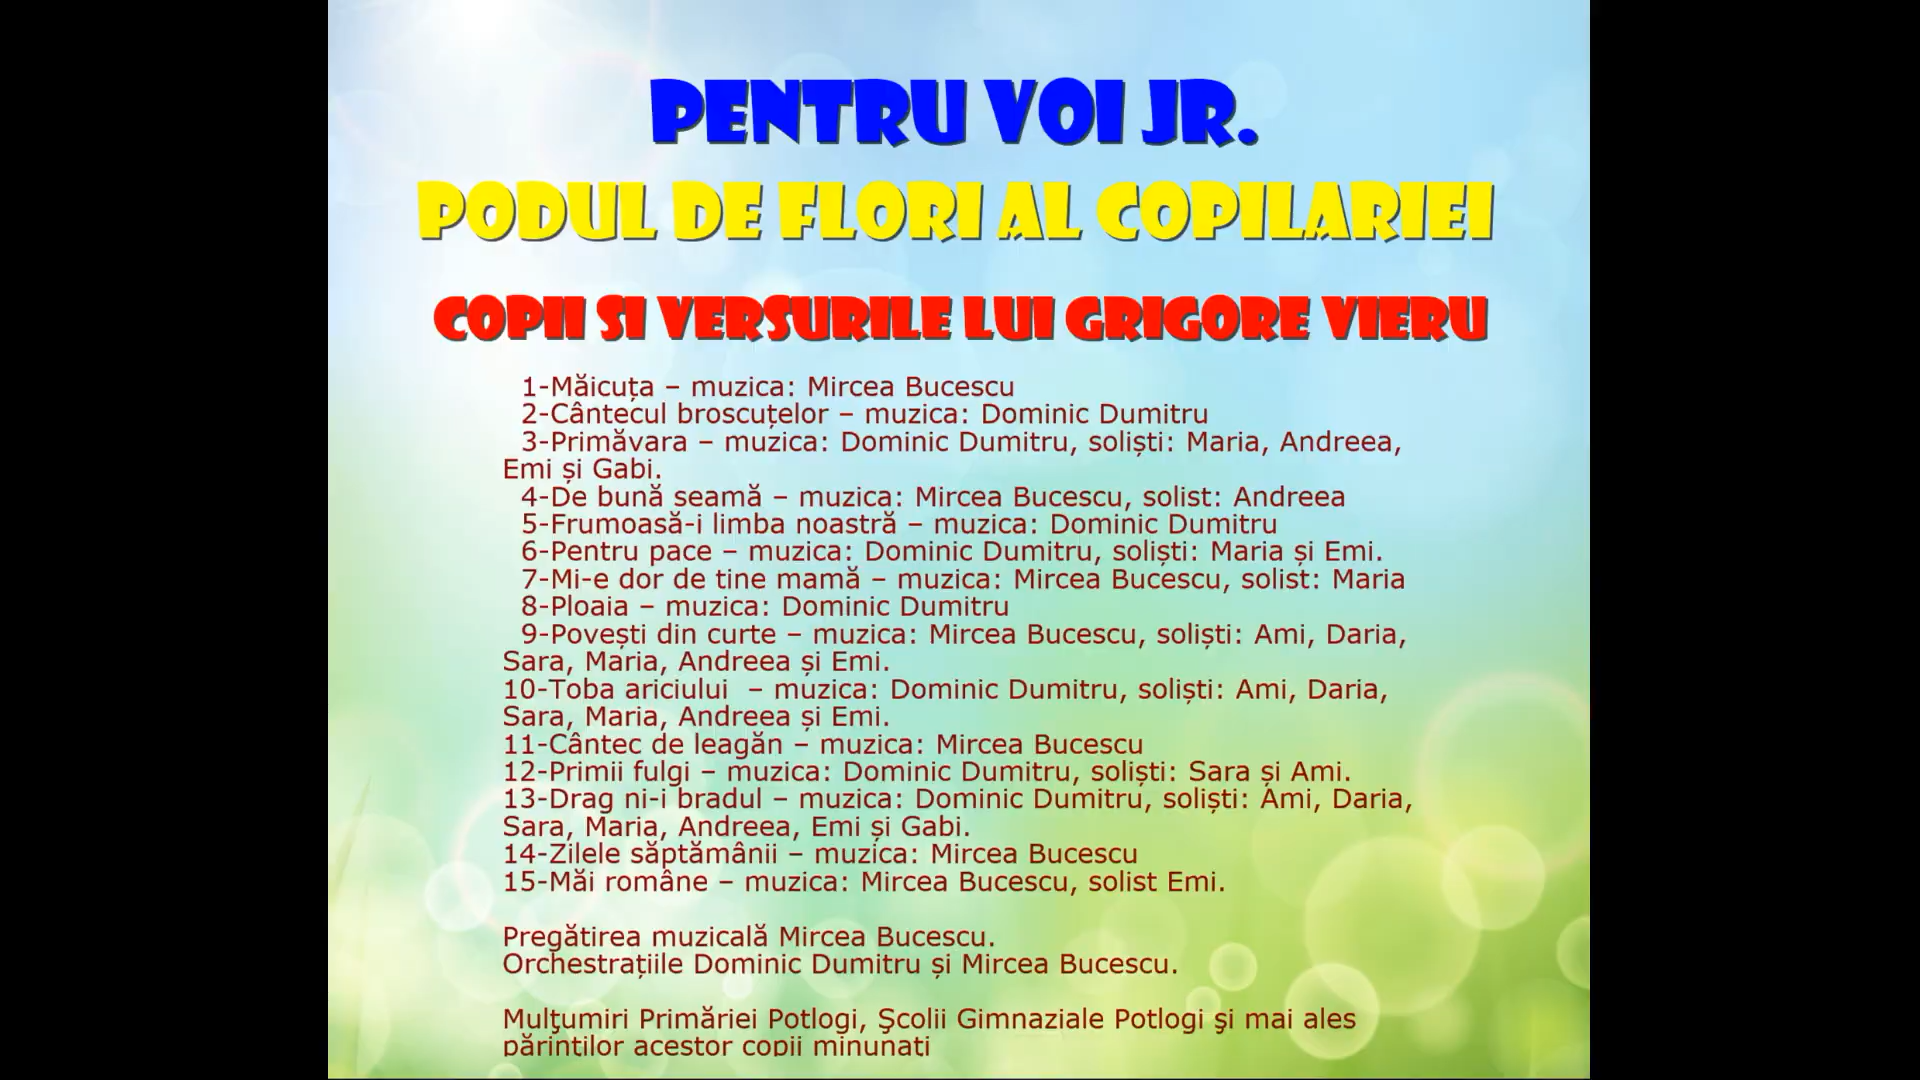 PENTRU VOI JR.
PODUL DE FLORI AL COPILARIEI
COPII SI VERSURILE LUI GRIGORE VIERU
1-Măicuța – muzica: Mircea Bucescu
2-Cântecul broscuțelor – muzica: Dominic Dumitru
3-Primăvara – muzica: Dominic Dumitru, soliști: Maria, Andreea,
Emi și Gabi.
4-De bună seamă – muzica: Mircea Bucescu, solist: Andreea
5-Frumoasă-i limba noastră – muzica: Dominic Dumitru
6-Pentru pace – muzica: Dominic Dumitru, soliști: Maria și Emi.
7-Mi-e dor de tine mamă – muzica: Mircea Bucescu, solist: Maria
8-Ploaia – muzica: Dominic Dumitru
9-Povești din curte – muzica: Mircea Bucescu, soliști: Ami, Daria,
Sara, Maria, Andreea și Emi.
10-Toba ariciului – muzica: Dominic Dumitru, soliști: Ami, Daria,
Sara, Maria, Andreea și Emi.
11-Cântec de leagăn – muzica: Mircea Bucescu
12-Primii fulgi – muzica: Dominic Dumitru, soliști: Sara și Ami.
13-Drag ni-i bradul – muzica: Dominic Dumitru, soliști: Ami, Daria,
Sara, Maria, Andreea, Emi și Gabi.
14-Zilele săptămânii – muzica: Mircea Bucescu
15-Măi române – muzica: Mircea Bucescu, solist Emi.
Pregătirea muzicală Mircea Bucescu.
Orchestrațiile Dominic Dumitru și Mircea Bucescu.
Mulţumiri Primăriei Potlogi, Şcolii Gimnaziale Potlogi şi mai ales
părinţilor acestor copii minunaţi